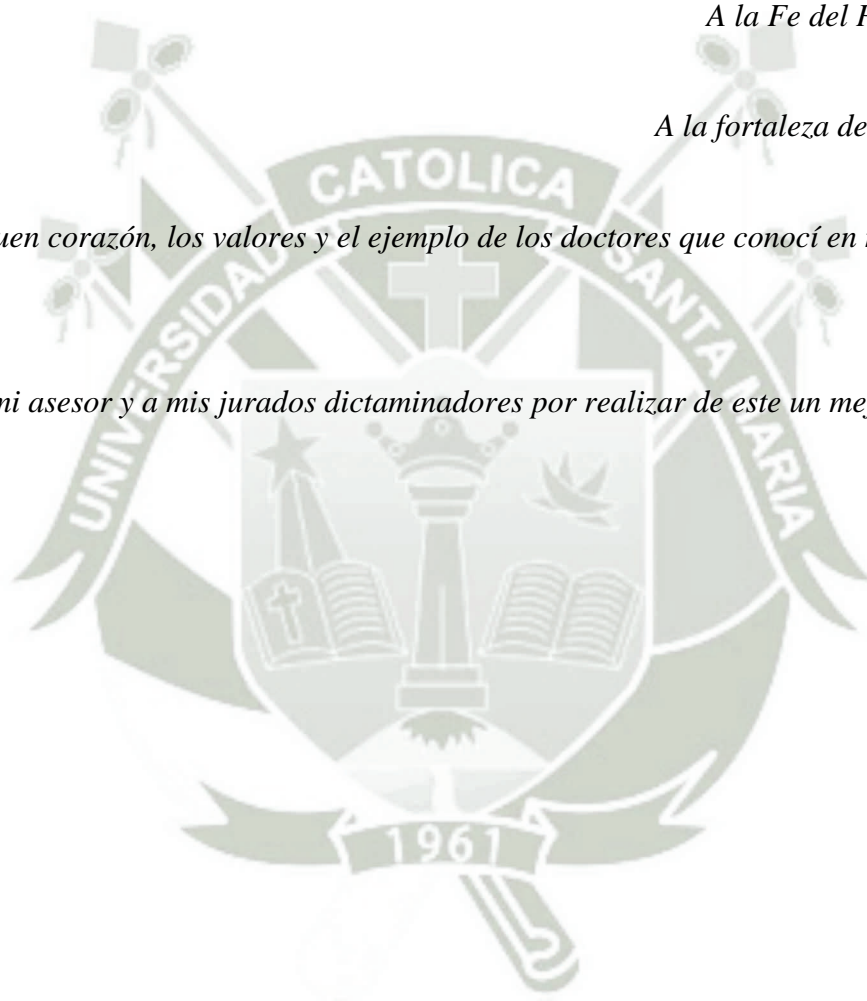 A la Fe del
A la fortaleza de
uen corazón, los valores y el ejemplo de los doctores que conocí en
ni asesor y a mis jurados dictaminadores por realizar de este un me
UNIVERSIDAD CATOLICA SANTA MARIA
1961